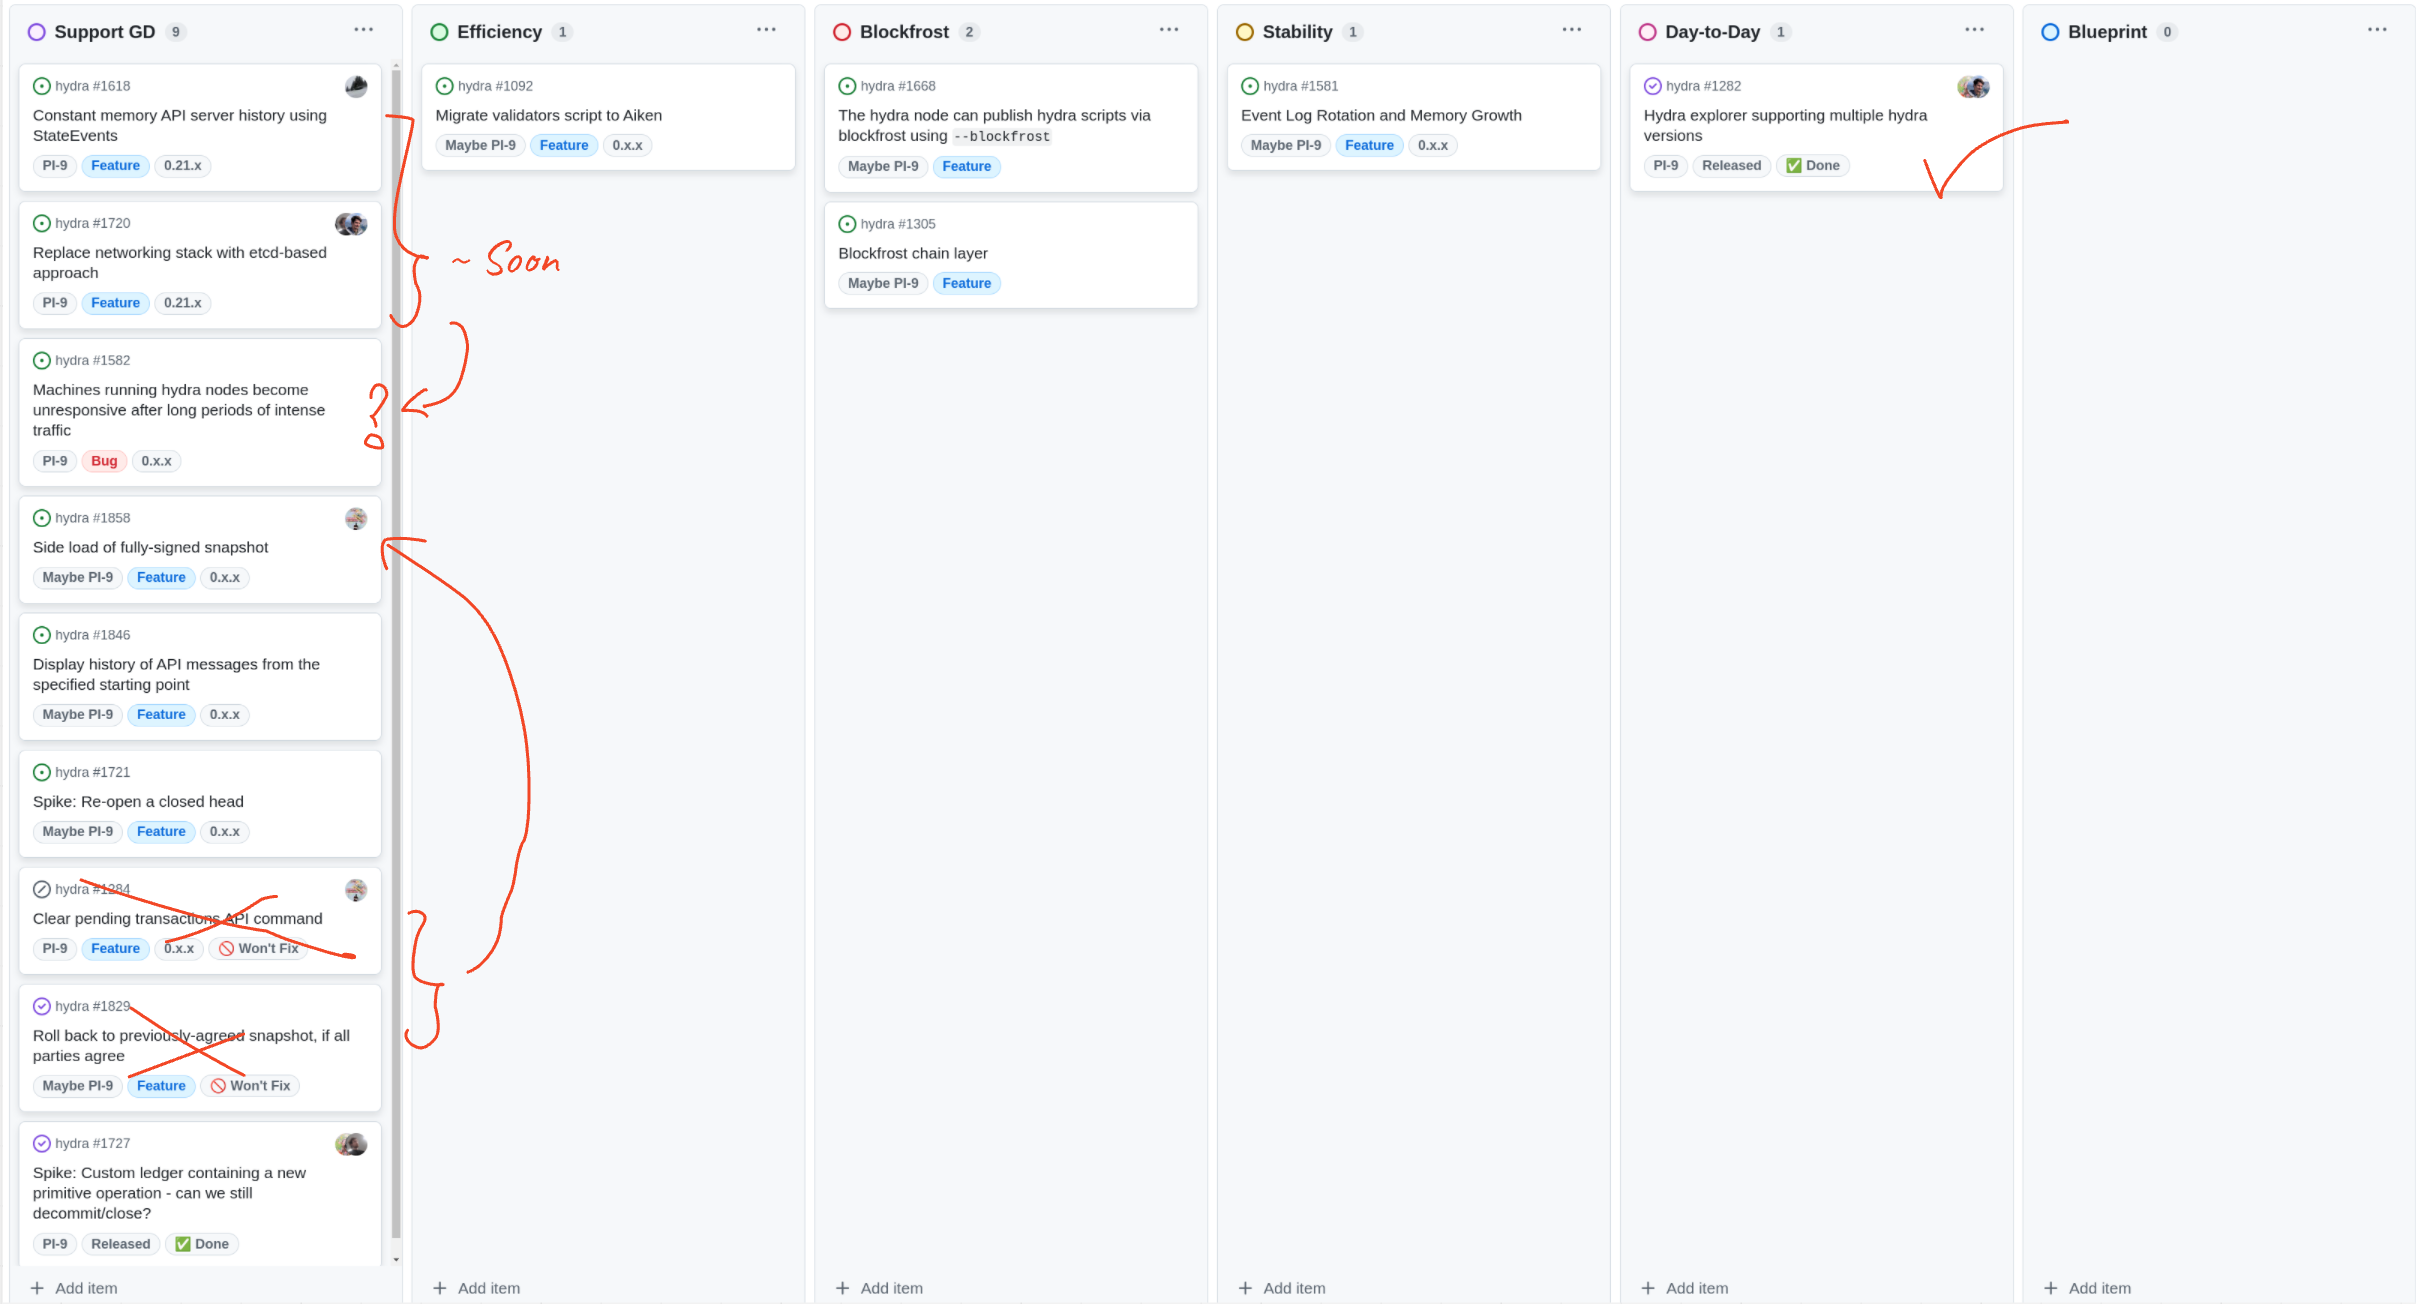 Support GD 9
hydra #1618
Constant memory API server history using
StateEvents
PI-9 Feature 0.21.x
hydra #1720
Replace networking stack with etcd-based
approach
PI-9 Feature 0.21.x
~ Soon
hydra #1582
Machines running hydra nodes become
unresponsive after long periods of intense
traffic
?
PI-9 Bug 0.x.x
hydra #1858
Side load of fully-signed snapshot
Maybe PI-9 Feature 0.x.x
hydra #1846
Display history of API messages from the
specified starting point
Maybe PI-9 Feature 0.x.x
hydra #1721
Spike: Re-open a closed head
Maybe PI-9 Feature 0.x.x
hydra #1284
Clear pending transactions API command
PI-9 Feature 0.x.x 🚫 Won't Fix
hydra #1829
Roll back to previously-agreed snapshot, if all
parties agree
Maybe PI-9 Feature 🚫 Won't Fix
hydra #1727
Spike: Custom ledger containing a new
primitive operation - can we still
decommit/close?
PI-9 Released ✅ Done
+ Add item
Efficiency 1
hydra #1092
Migrate validators script to Aiken
Maybe PI-9 Feature 0.x.x
+ Add item
Blockfrost 2
hydra #1668
The hydra node can publish hydra scripts via
blockfrost using --blockfrost
Maybe PI-9 Feature
hydra #1305
Blockfrost chain layer
Maybe PI-9 Feature
+ Add item
Stability 1
hydra #1581
Event Log Rotation and Memory Growth
Maybe PI-9 Feature 0.x.x
+ Add item
Day-to-Day 1
hydra #1282
Hydra explorer supporting multiple hydra
versions
PI-9 Released ✅ Done
+ Add item
Blueprint 0
+ Add item